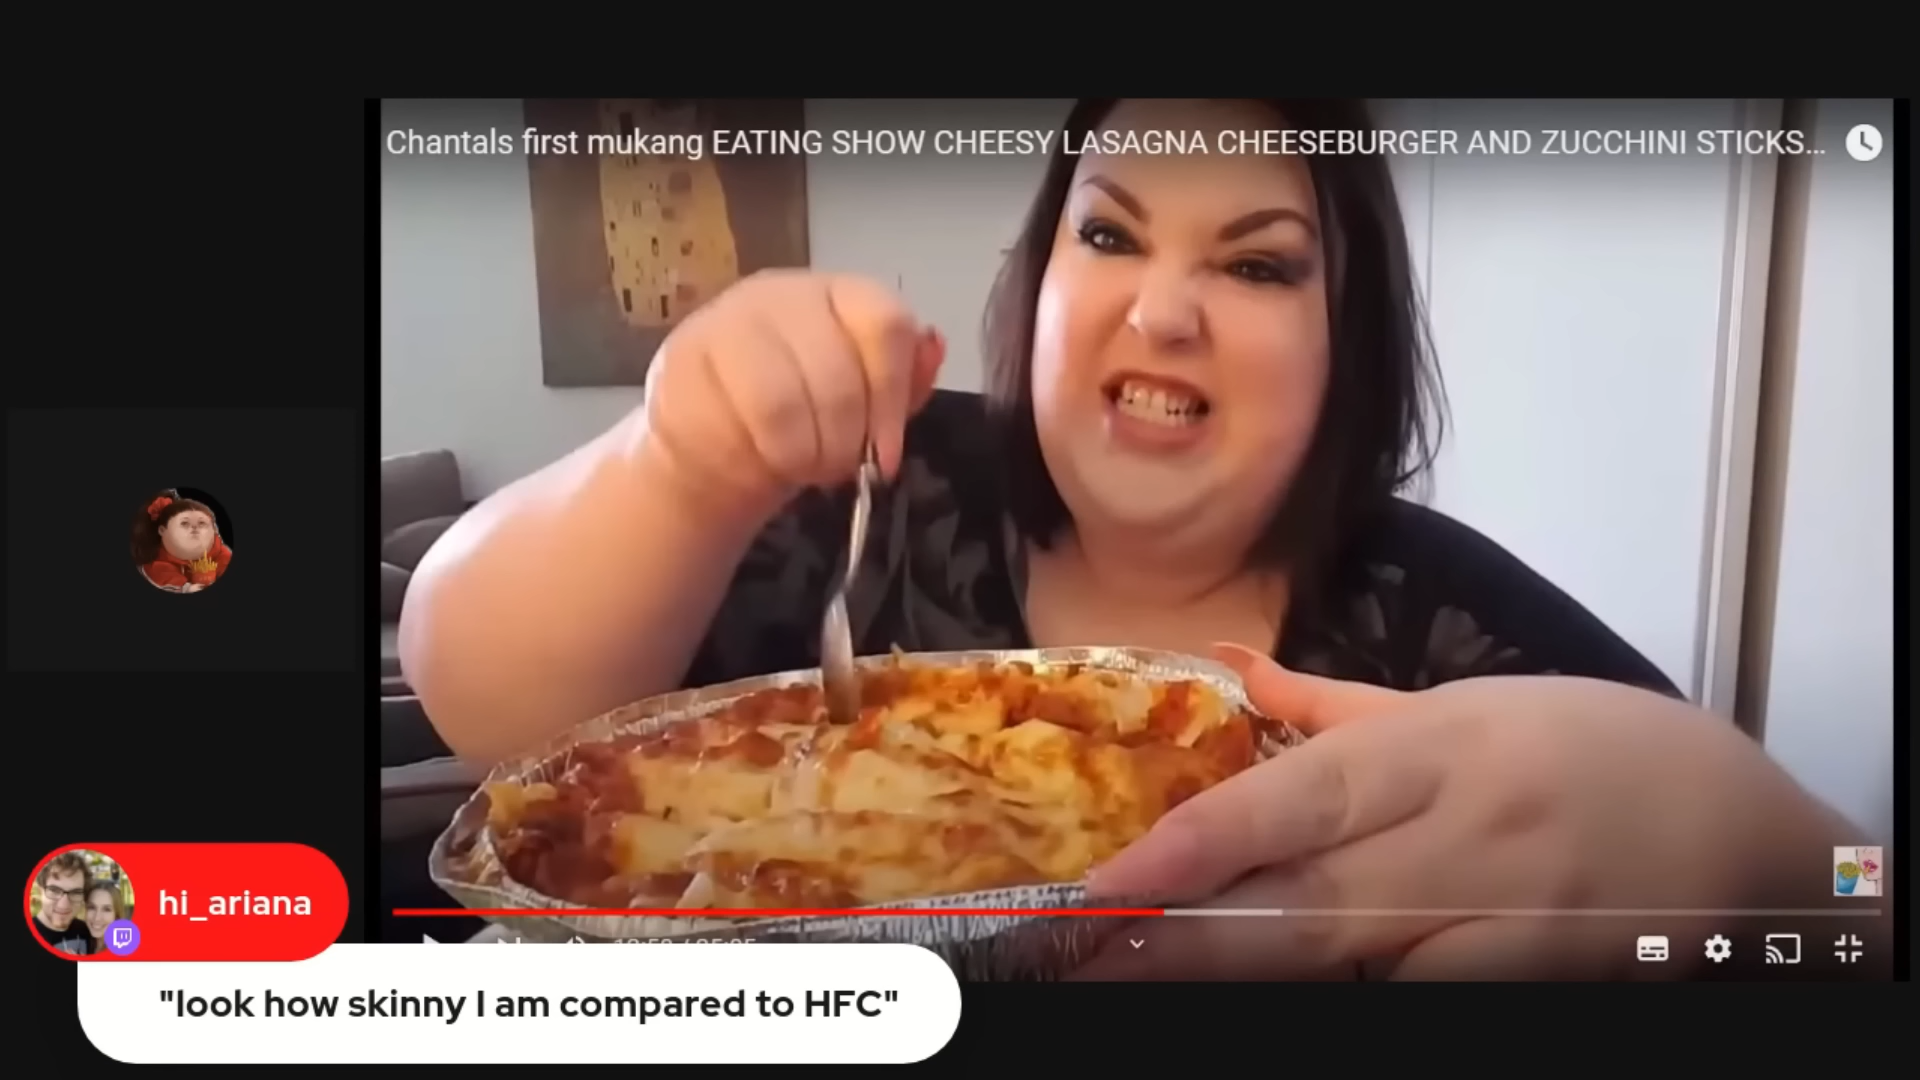 Chantals first mukang EATING SHOW CHEESY LASAGNA CHEESEBURGER AND ZUCCHINI STICKS...
hi_ariana
"look how skinny I am compared to HFC"